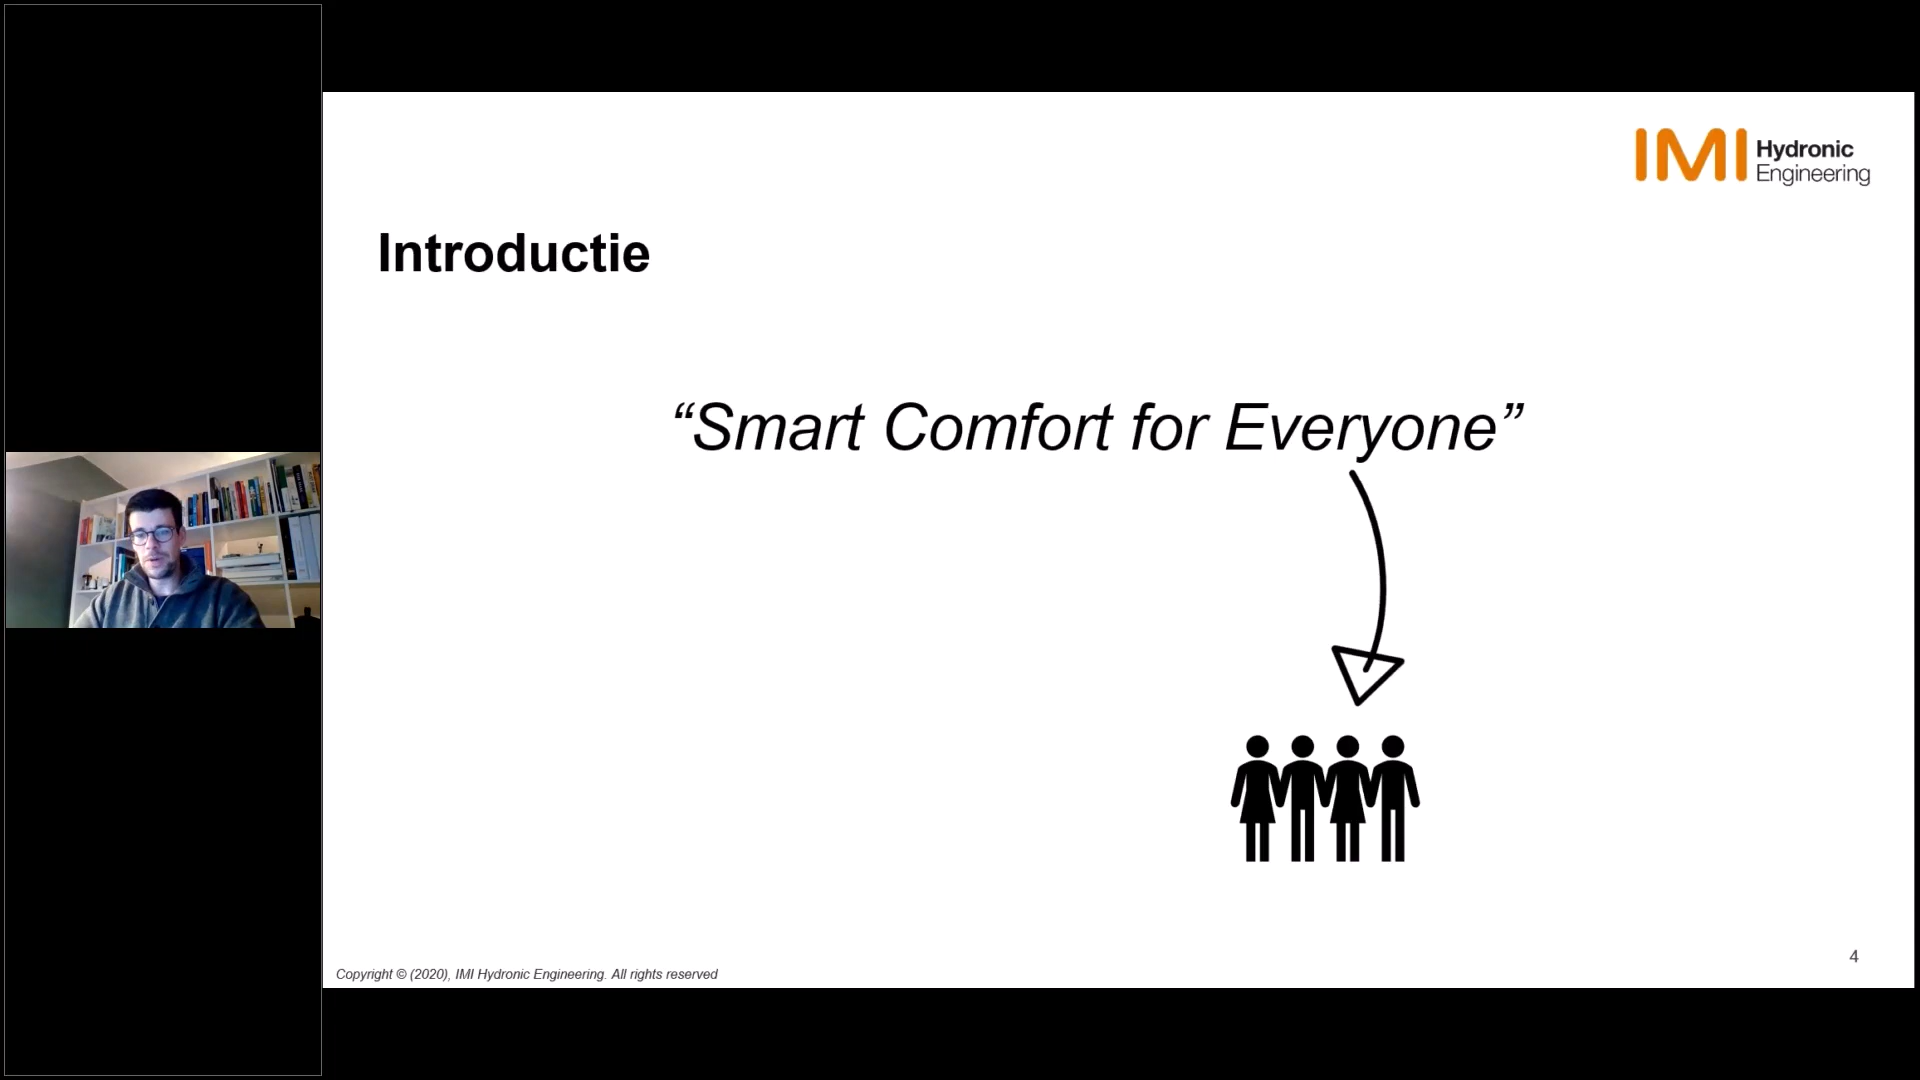 IMI Hydronic
Engineering
Introductie
“Smart Comfort for Everyone”
4
Copyright © (2020), IMI Hydronic Engineering. All rights reserved